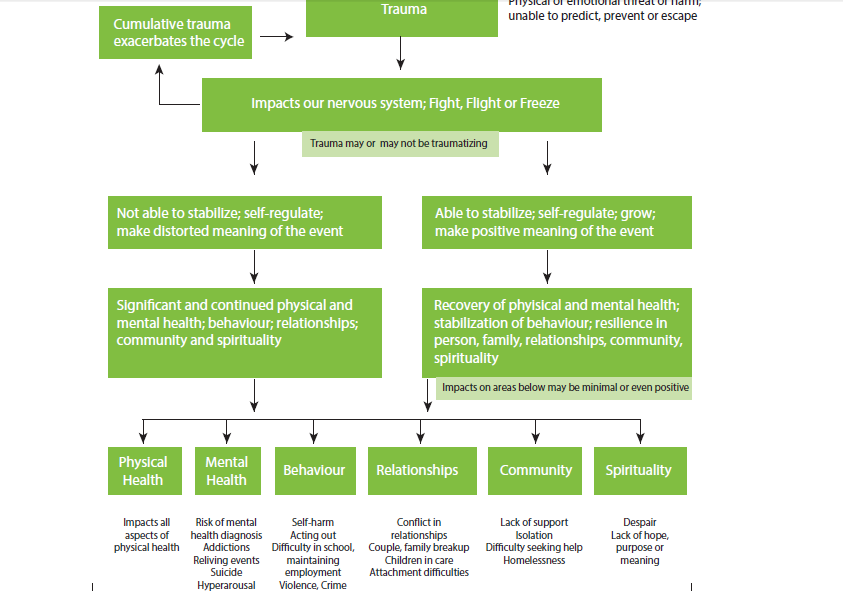 Physical or emotional threat or harm;
unable to predict, prevent or escape
Trauma
Cumulative trauma
exacerbates the cycle
Impacts our nervous system; Fight, Flight or Freeze
Trauma may or  may not be traumatizing
Not able to stabilize; self-regulate;
make distorted meaning of the event
Able to stabilize; self-regulate; grow;
make positive meaning of the event
Significant and continued physical and
mental health; behaviour; relationships;
community and spirituality
Recovery of phyisical and mental health;
stabilization of behaviour; resilience in
person, family, relationships, community,
spirituality
Impacts on areas below may be minimal or even positive
Physical
Health
Mental
Health
Behaviour
Relationships
Community
Spirituality
Impacts all
aspects of
physical health
Risk of mental
health diagnosis
Addictions
Reliving events
Suicide
Hyperarousal
Self-harm
Acting out
Difficulty in school,
maintaining
employment
Violence, Crime
Conflict in
relationships
Couple, family breakup
Children in care
Attachment difficulties
Lack of support
Isolation
Difficulty seeking help
Homelessness
Despair
Lack of hope,
purpose or
meaning